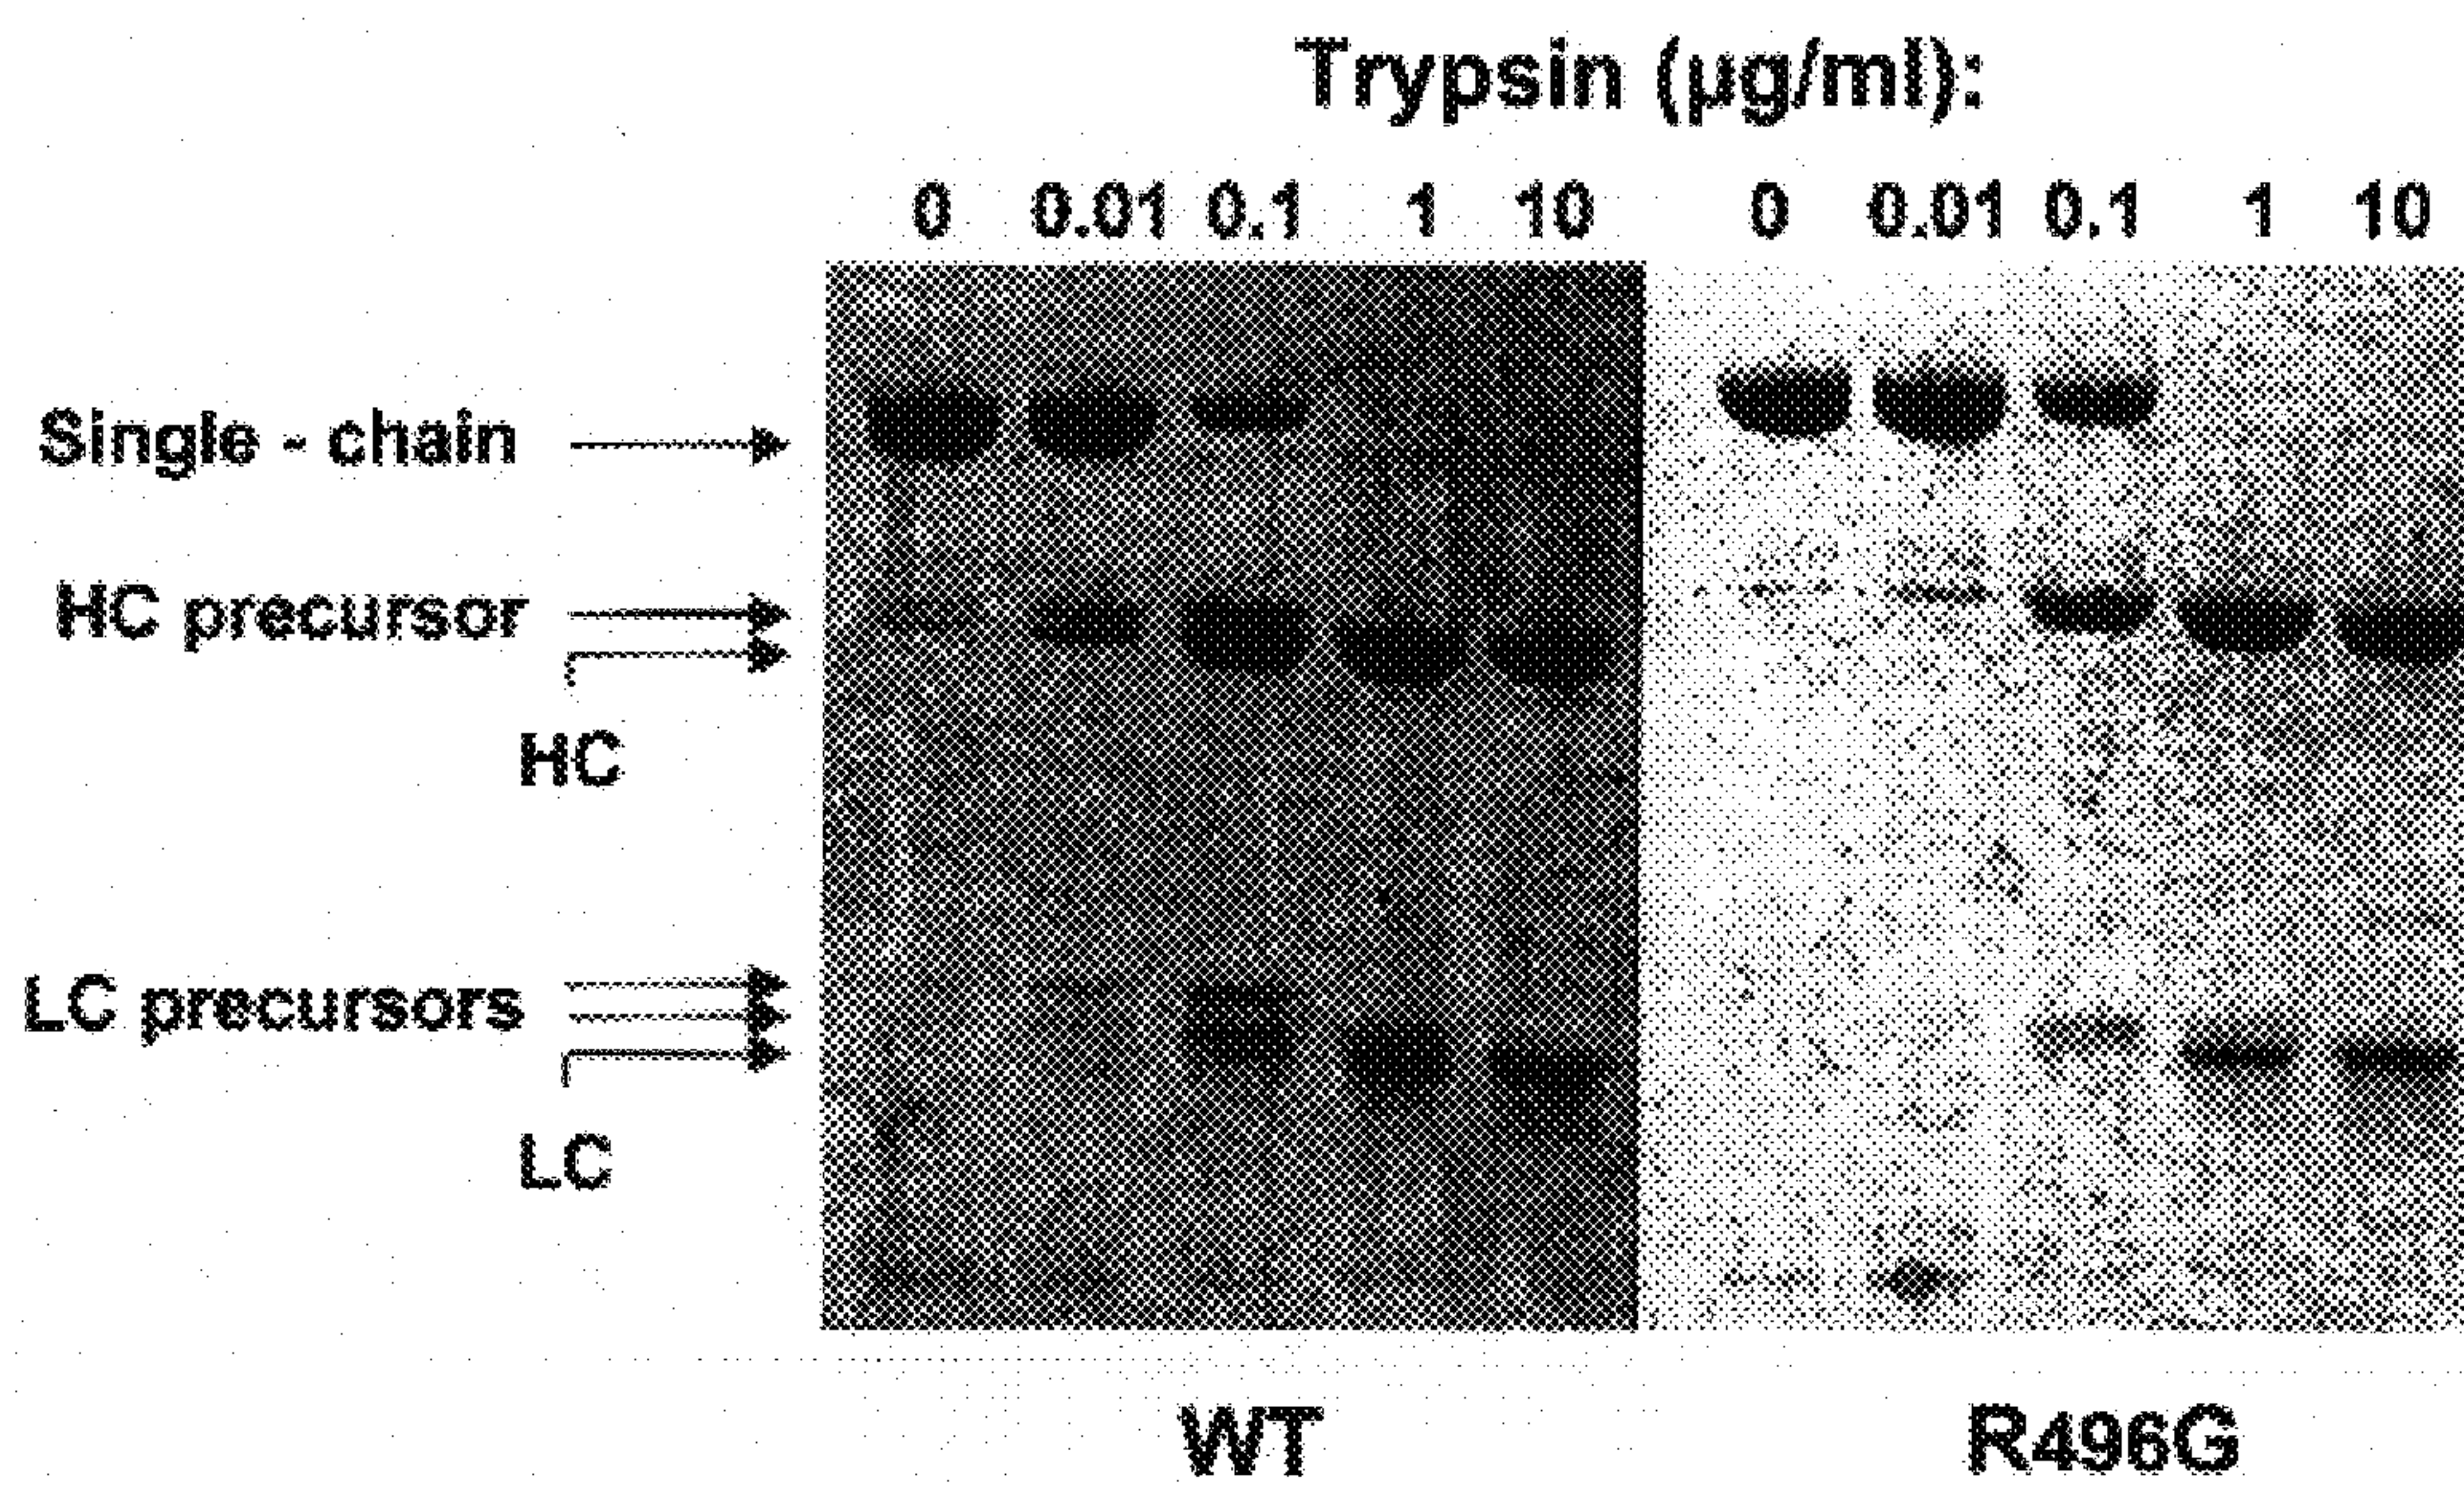 Trypsin (µg/ml):
0 0.01 0.1 1 10 0 0.01 0.1 1 10
Single - chain
HC precursor
HC
LC precursors
LC
WT R496G